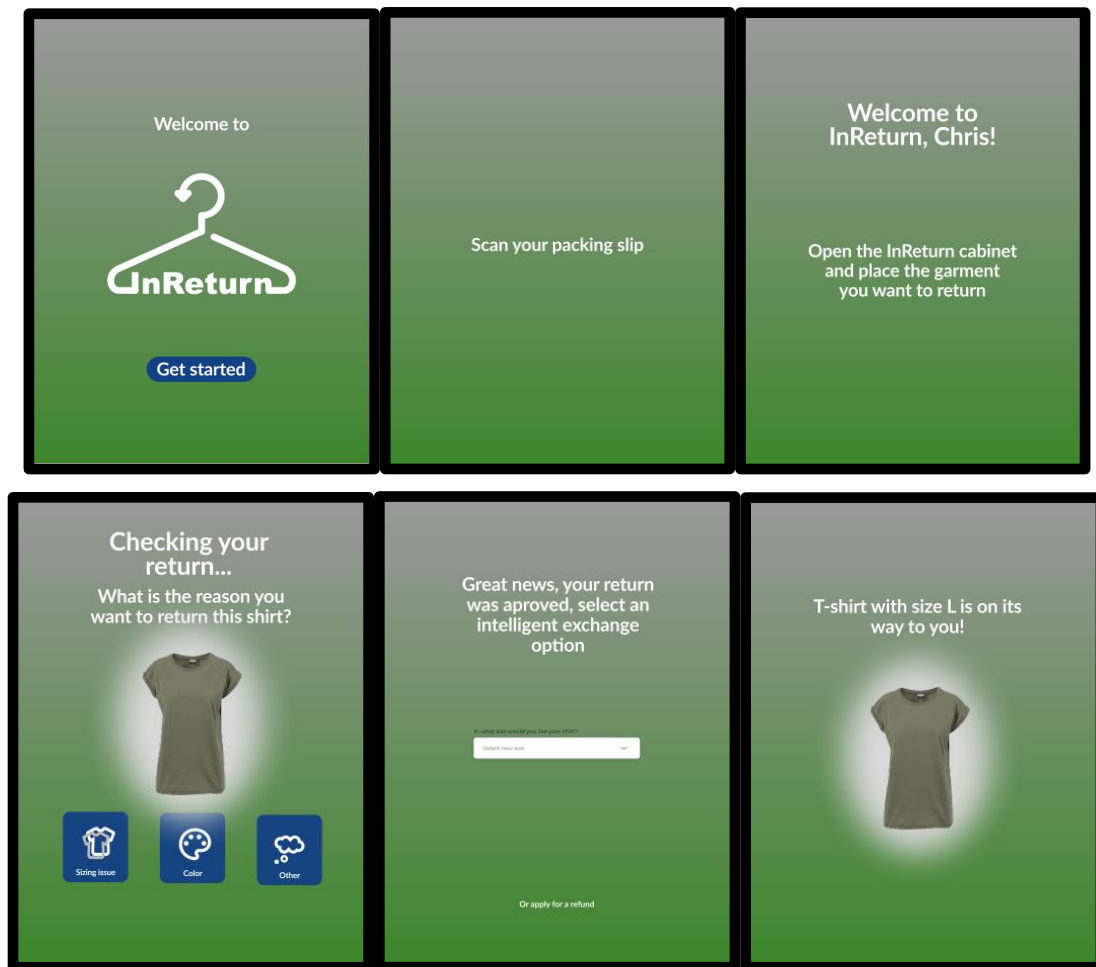 Welcome to
InReturn
Get started
Scan your packing slip
Welcome to
InReturn, Chris!
Open the InReturn cabinet
and place the garment
you want to return
Checking your
return...
What is the reason you
want to return this shirt?
Sizing issue
Color
Other
Great news, your return
was aproved, select an
intelligent exchange
option
In what size would you like your shirt?
Select new size
Or apply for a refund
T-shirt with size L is on its
way to you!